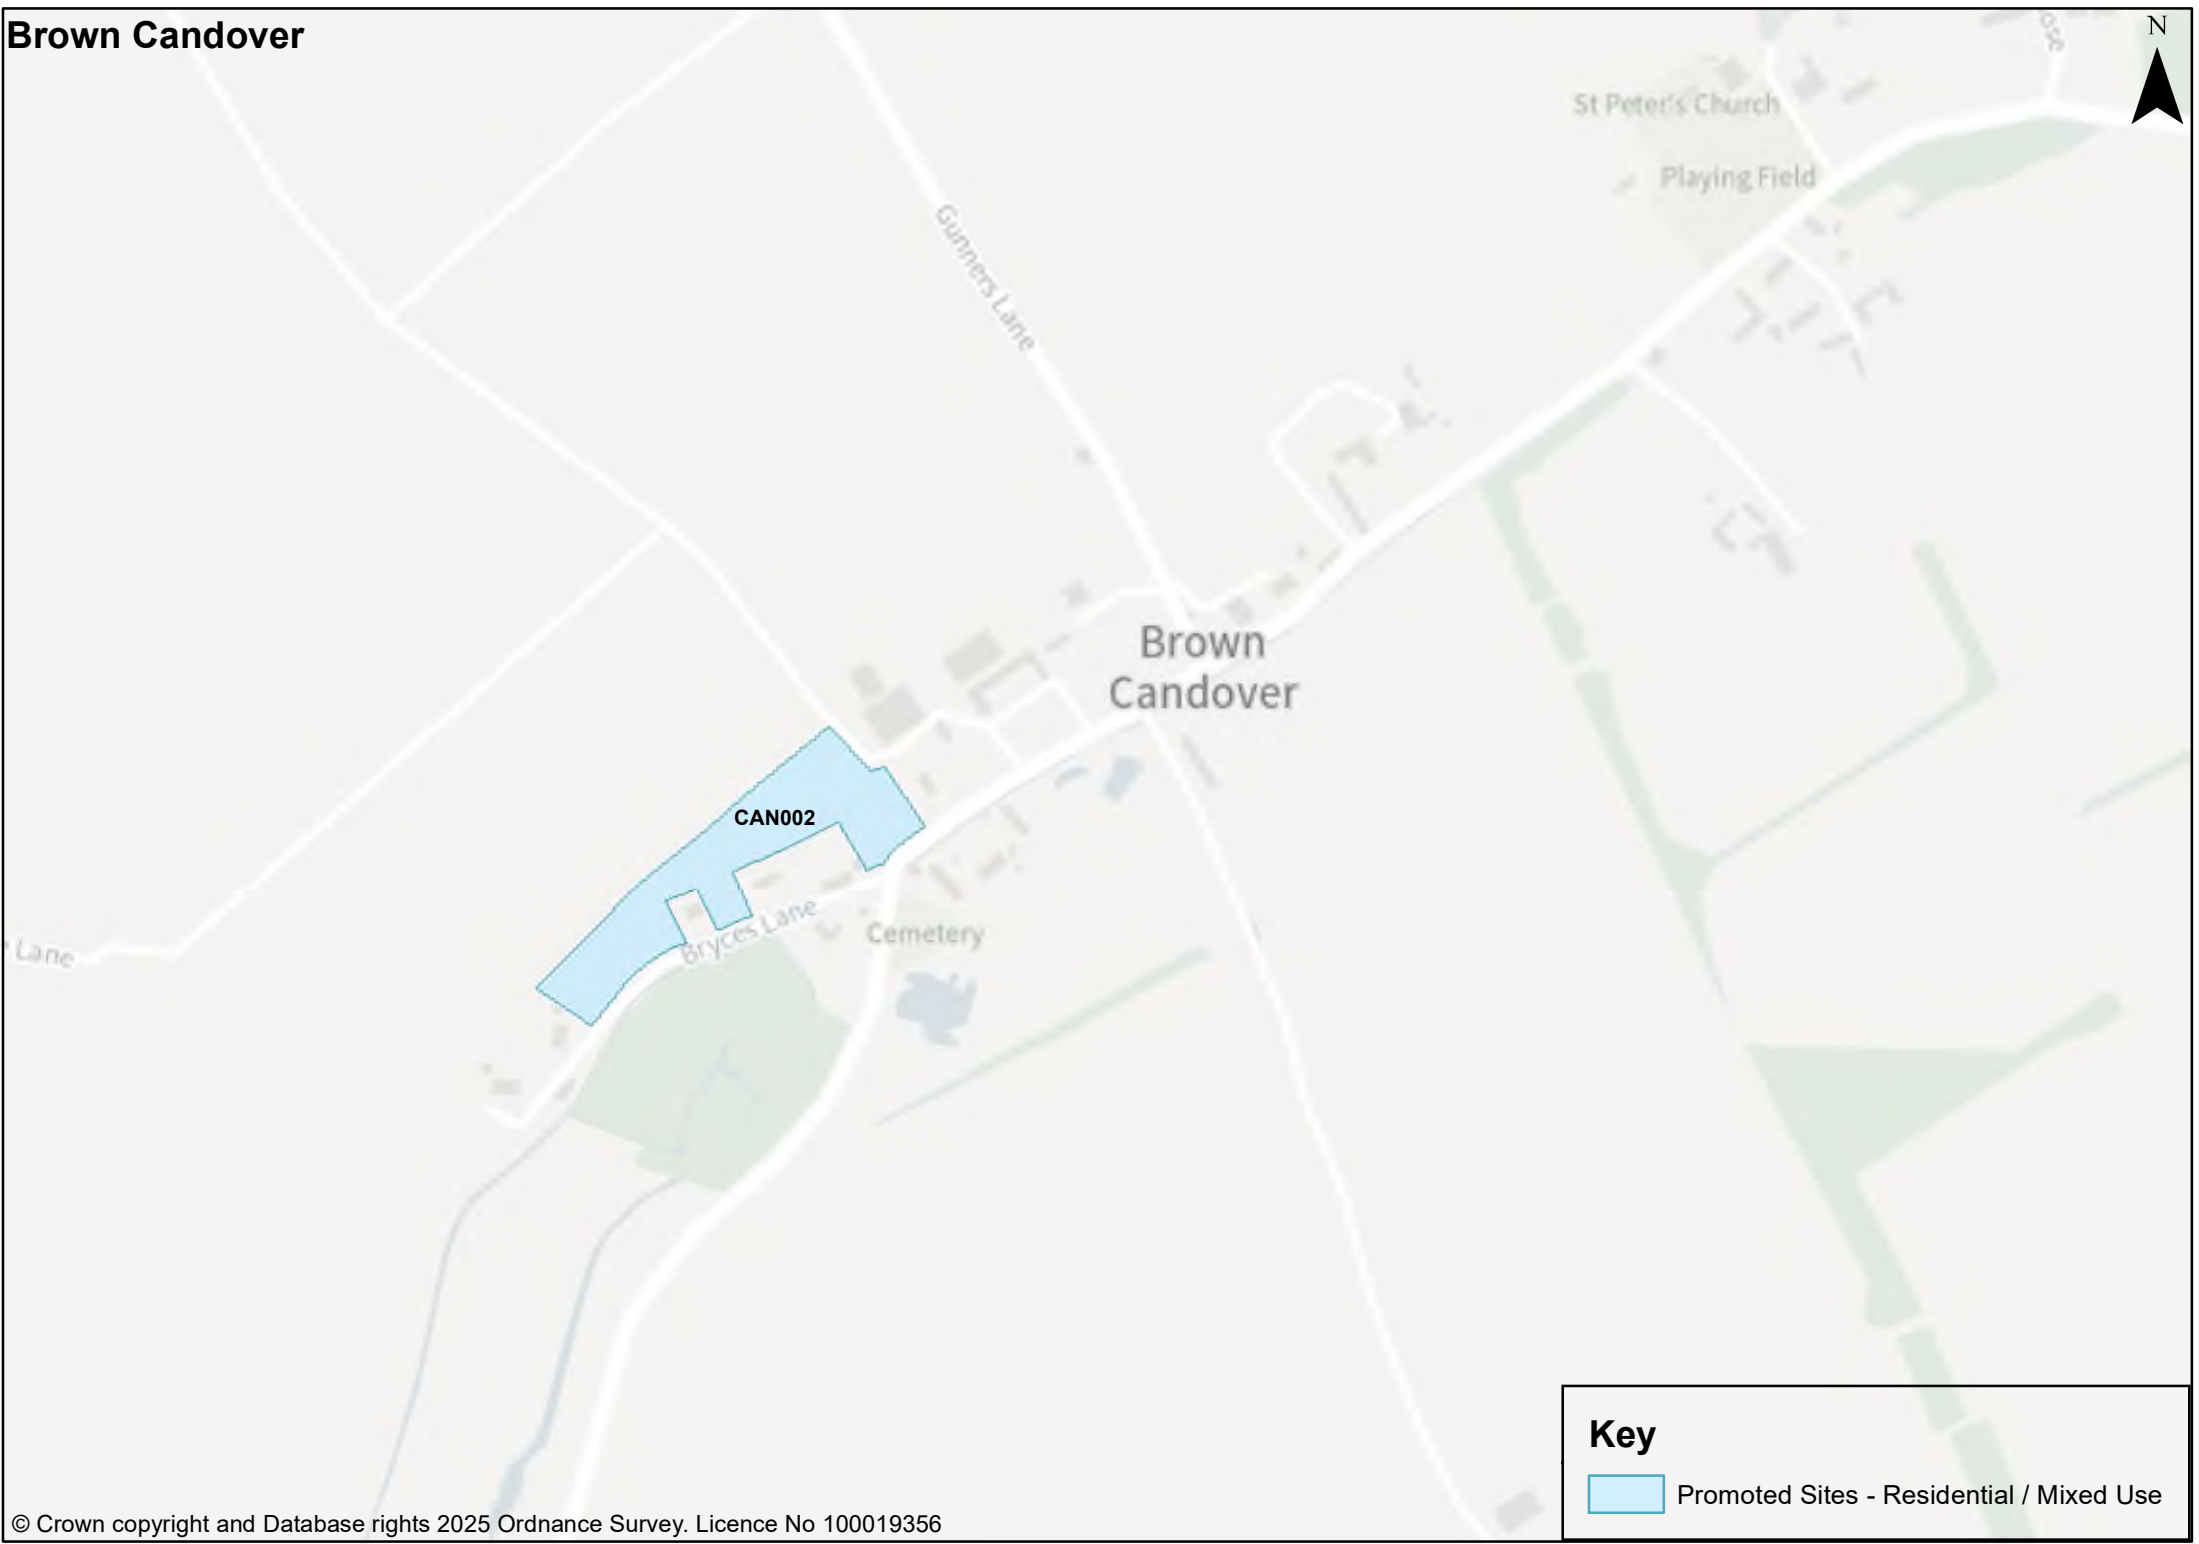 Brown Candover
N
ose
St Peter's Church
Playing Field
Gunners Lane
Brown
Candover
CAN002
Bryces Lane
Cemetery
Lane
Key
Promoted Sites - Residential / Mixed Use
© Crown copyright and Database rights 2025 Ordnance Survey. Licence No 100019356